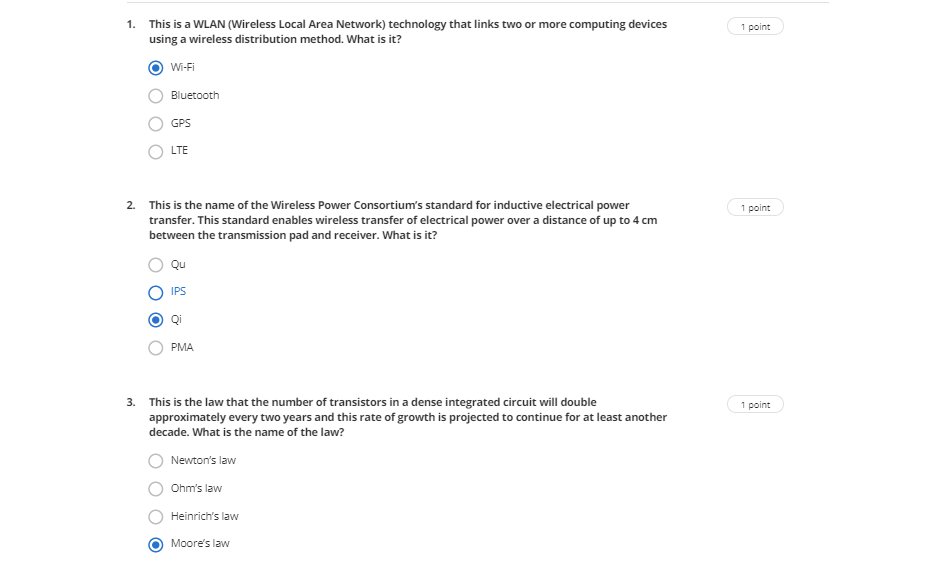 1. This is a WLAN (Wireless Local Area Network) technology that links two or more computing devices 1 point
using a wireless distribution method. What is it?
Wi-Fi
Bluetooth
GPS
LTE
2. This is the name of the Wireless Power Consortium's standard for inductive electrical power 1 point
transfer. This standard enables wireless transfer of electrical power over a distance of up to 4 cm
between the transmission pad and receiver. What is it?
Qu
IPS
Qi
PMA
3. This is the law that the number of transistors in a dense integrated circuit will double 1 point
approximately every two years and this rate of growth is projected to continue for at least another
decade. What is the name of the law?
Newton's law
Ohm's law
Heinrich's law
Moore's law